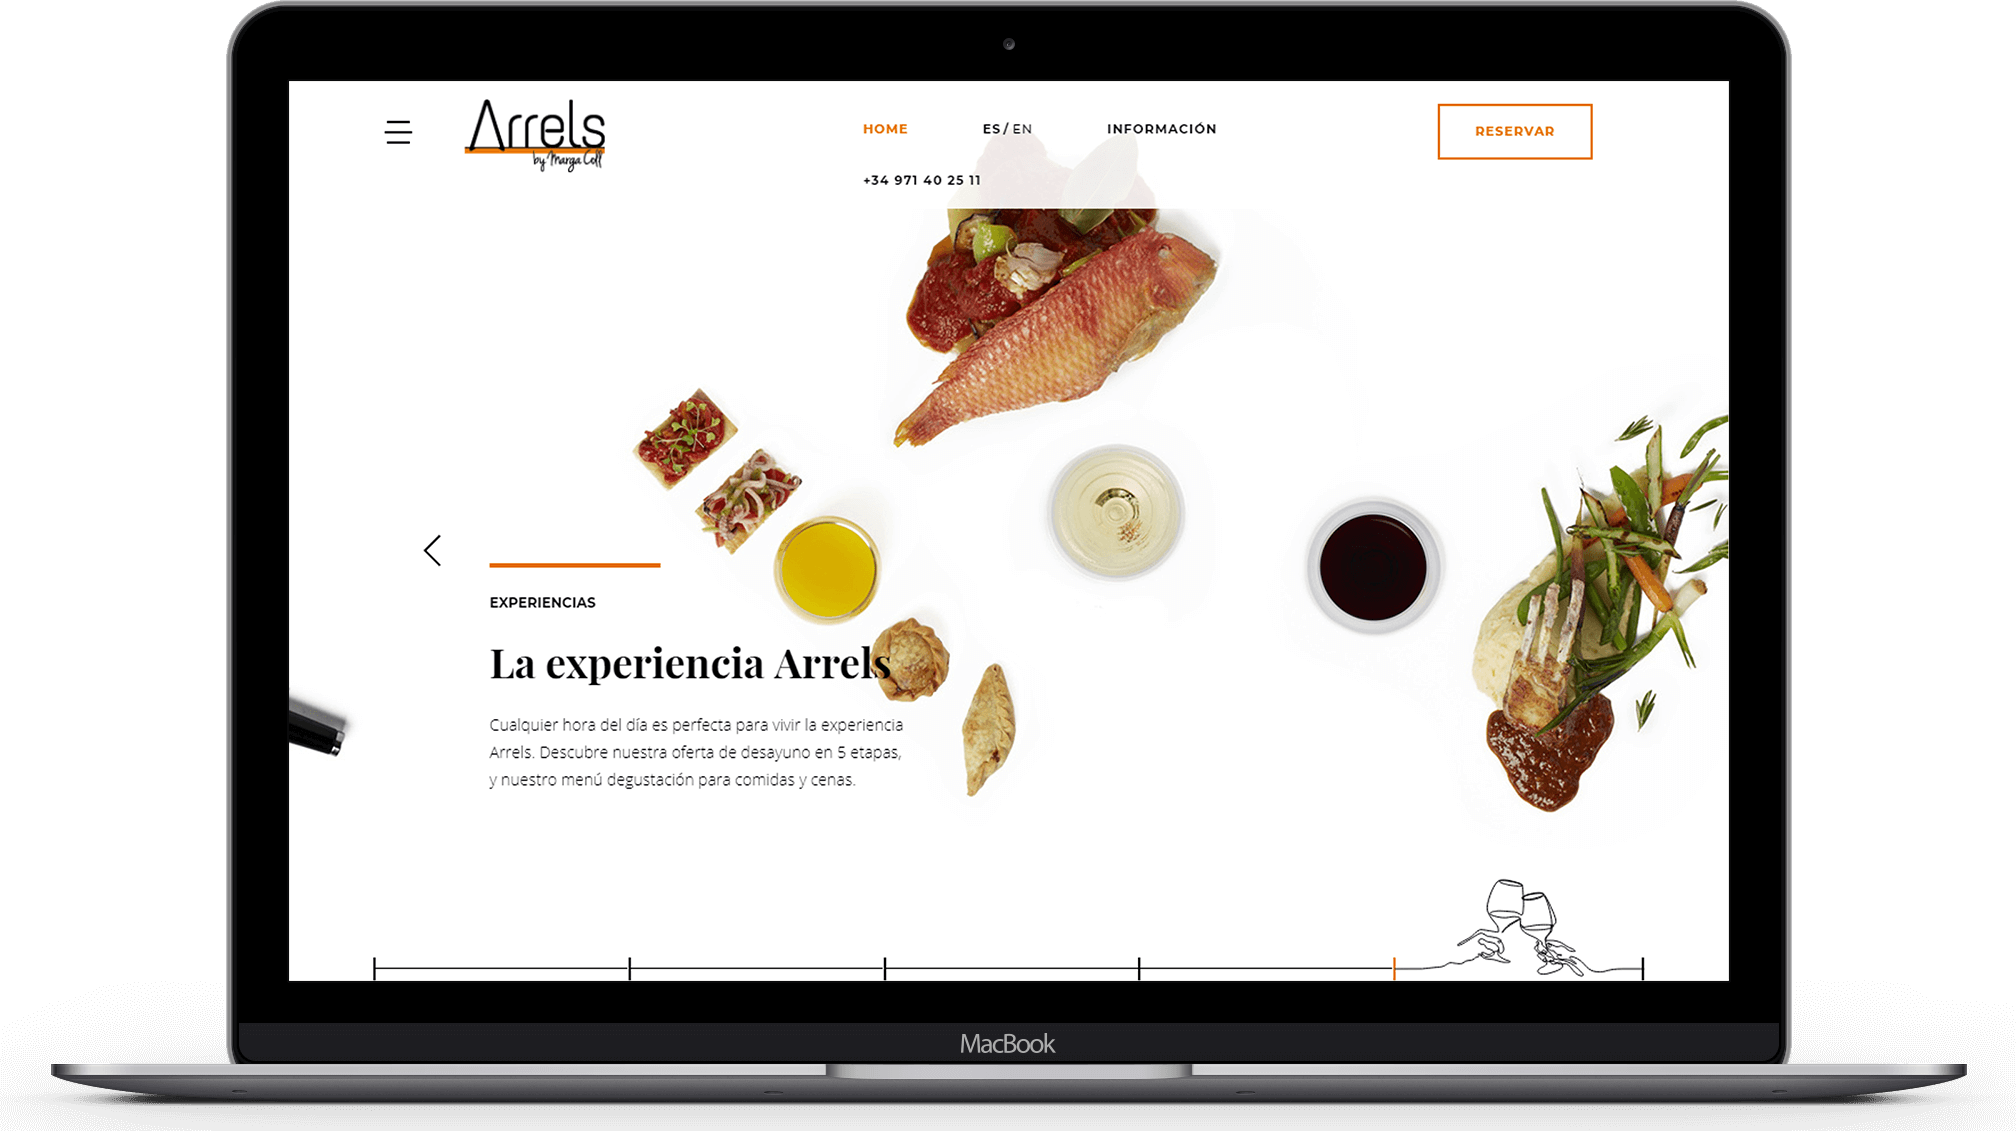 Arrels
by Marga Coll
HOME
ES / EN
INFORMACIÓN
RESERVAR
+34 971 40 25 11
EXPERIENCIAS
La experiencia Arrels
Cualquier hora del día es perfecta para vivir la experiencia
Arrels. Descubre nuestra oferta de desayuno en 5 etapas,
y nuestro menú degustación para comidas y cenas.
MacBook